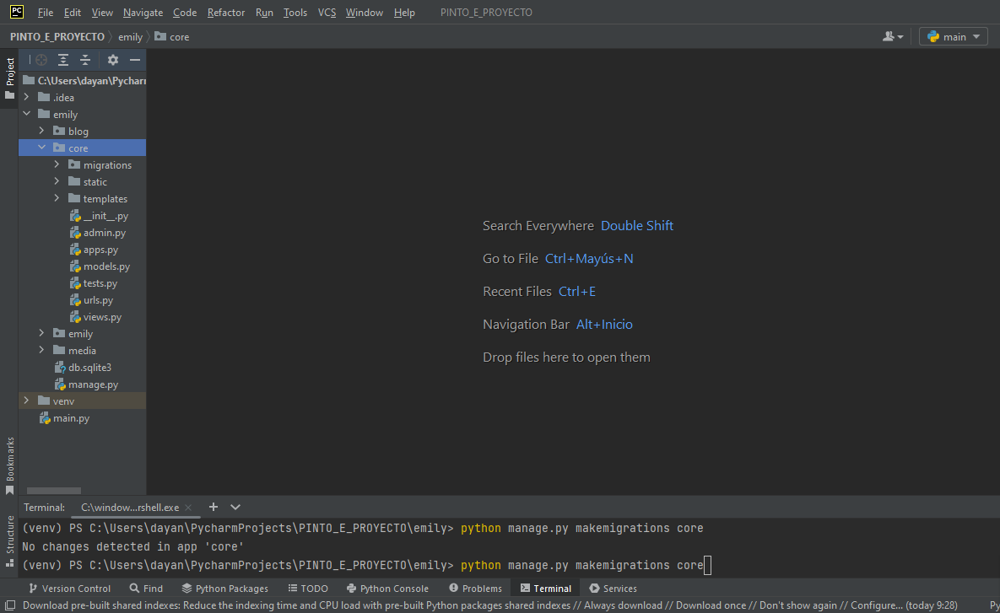 PC File Edit View Navigate Code Refactor Run Tools VCS Window Help PINTO_E_PROYECTO
PINTO_E_PROYECTO emily core main
Project
C:\Users\dayan\Pycharm
.idea
emily
blog
core
migrations
static
templates
__init__.py
admin.py
apps.py
models.py
tests.py
urls.py
views.py
emily
media
db.sqlite3
manage.py
venv
main.py
Search Everywhere Double Shift
Go to File Ctrl+Mayús+N
Recent Files Ctrl+E
Navigation Bar Alt+Inicio
Drop files here to open them
Bookmarks
Structure
Terminal: C:\window...rshell.exe
(venv) PS C:\Users\dayan\PycharmProjects\PINTO_E_PROYECTO\emily> python manage.py makemigrations core
No changes detected in app 'core'
(venv) PS C:\Users\dayan\PycharmProjects\PINTO_E_PROYECTO\emily> python manage.py makemigrations core
Version Control Find Python Packages TODO Python Console Problems Terminal Services
Download pre-built shared indexes: Reduce the indexing time and CPU load with pre-built Python packages shared indexes // Always download // Download once // Don't show again // Configure... (today 9:28) Py